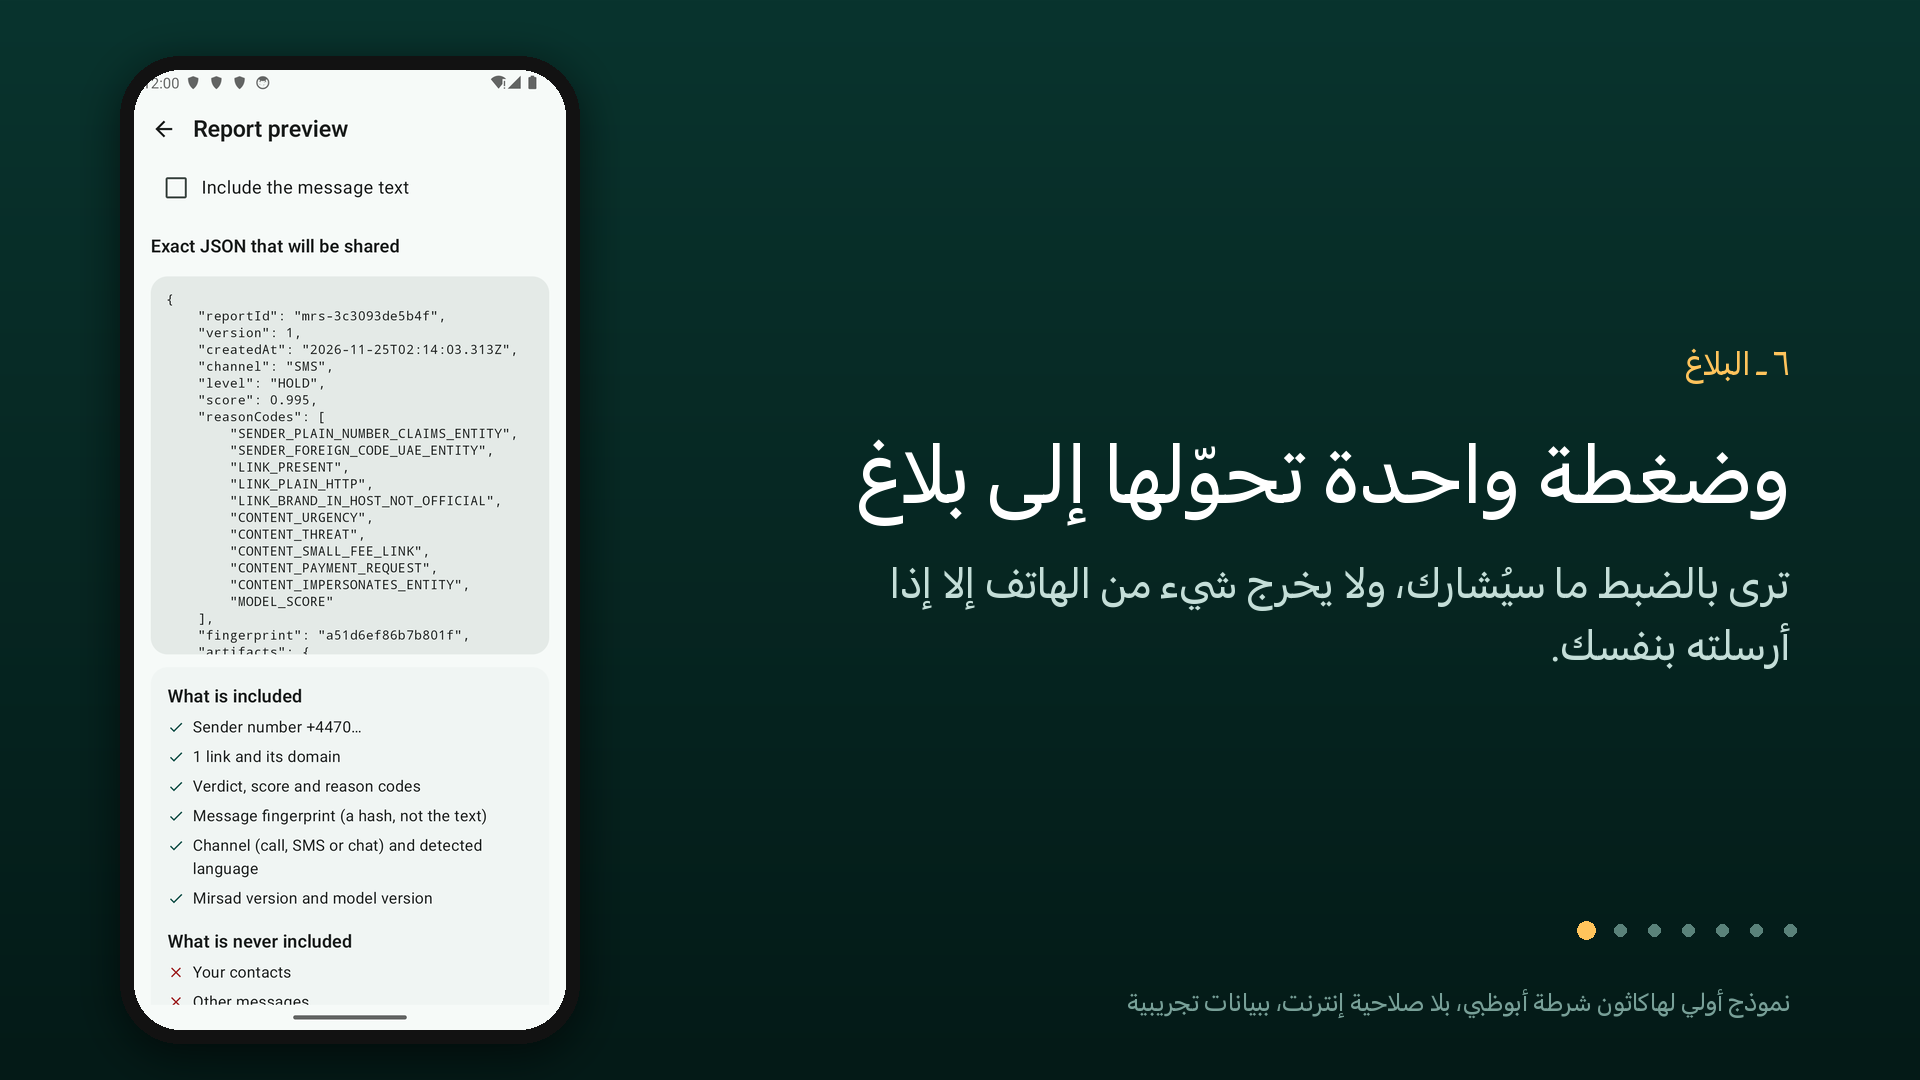 2:00
Report preview
Include the message text
Exact JSON that will be shared
{
"reportId": "mrs-3c3093de5b4f",
"version": 1,
"createdAt": "2026-11-25T02:14:03.313Z",
"channel": "SMS",
"level": "HOLD",
"score": 0.995,
"reasonCodes": [
"SENDER_PLAIN_NUMBER_CLAIMS_ENTITY",
"SENDER_FOREIGN_CODE_UAE_ENTITY",
"LINK_PRESENT",
"LINK_PLAIN_HTTP",
"LINK_BRAND_IN_HOST_NOT_OFFICIAL",
"CONTENT_URGENCY",
"CONTENT_THREAT",
"CONTENT_SMALL_FEE_LINK",
"CONTENT_PAYMENT_REQUEST",
"CONTENT_IMPERSONATES_ENTITY",
"MODEL_SCORE"
],
"fingerprint": "a51d6ef86b7b801f",
"artifacts": {
What is included
Sender number +4470…
1 link and its domain
Verdict, score and reason codes
Message fingerprint (a hash, not the text)
Channel (call, SMS or chat) and detected
language
Mirsad version and model version
What is never included
Your contacts
Other messages
٦ ـ البلاغ
وضغطة واحدة تحوّلها إلى بلاغ
ترى بالضبط ما سيُشارك، ولا يخرج شيء من الهاتف إلا إذا
أرسلته بنفسك.
نموذج أولي لهاكاثون شرطة أبوظبي، بلا صلاحية إنترنت، ببيانات تجريبية